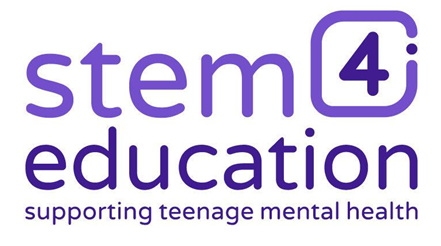 stem4
education
supporting teenage mental health